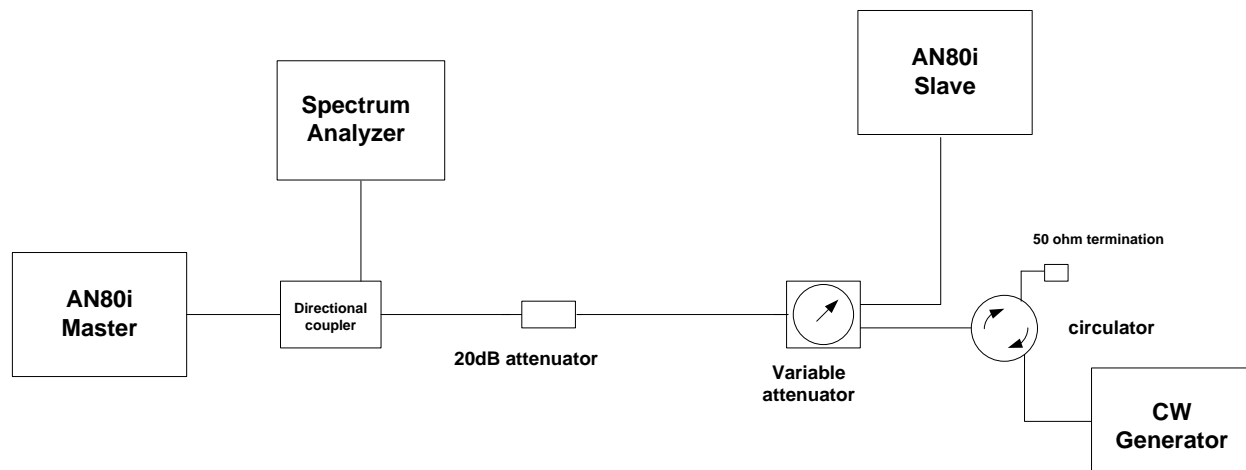 AN80i
Slave
Spectrum
Analyzer
50 ohm termination
AN80i
Master
Directional
coupler
circulator
20dB attenuator
Variable
attenuator
CW
Generator